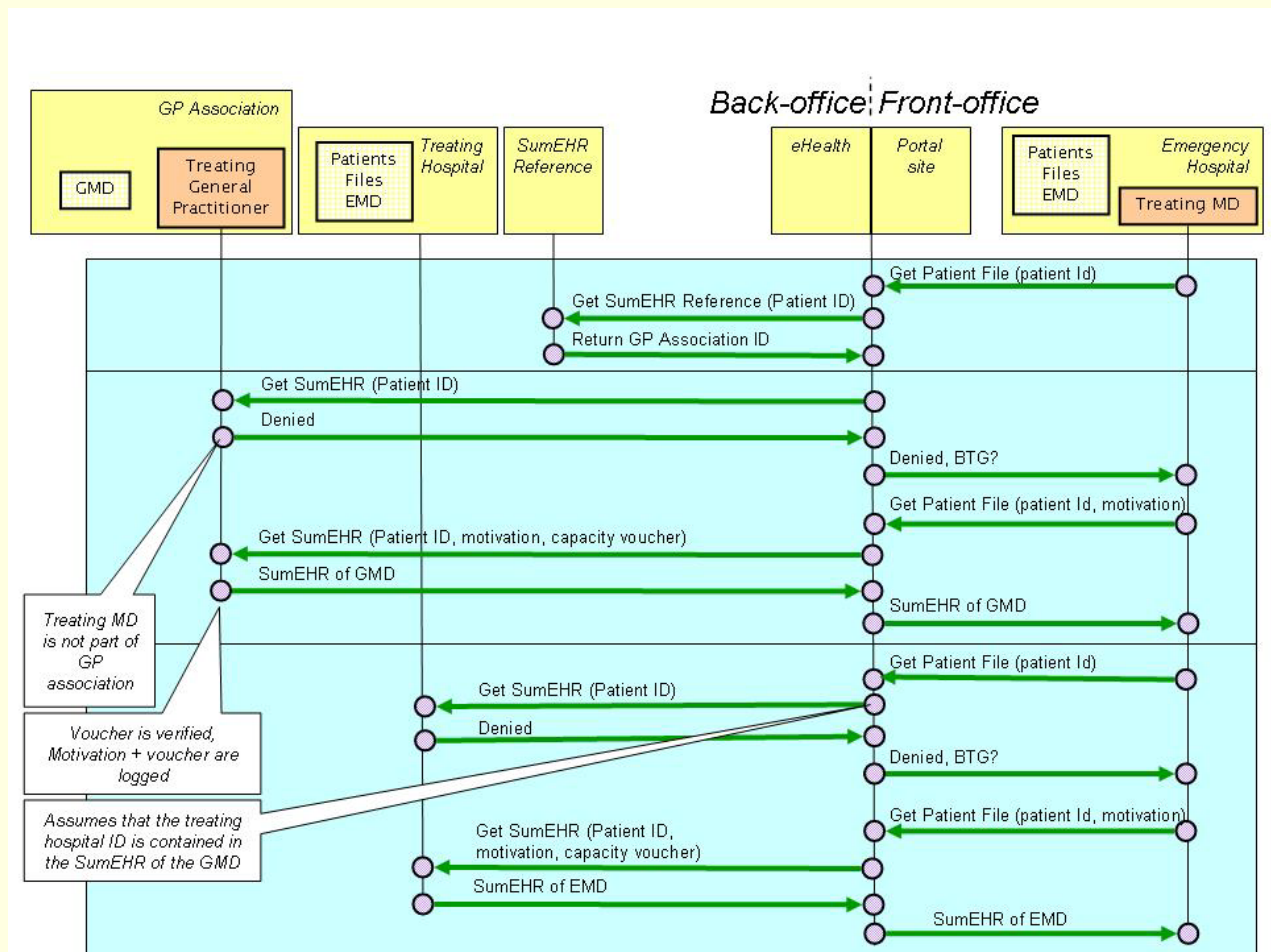 Back-office
Front-office
GP Association
GMD
Treating
General
Practitioner
Patients
Files
EMD
Treating
Hospital
SumEHR
Reference
eHealth
Portal
site
Patients
Files
EMD
Emergency
Hospital
Treating MD
Get Patient File (patient Id)
Get SumEHR Reference (Patient ID)
Return GP Association ID
Get SumEHR (Patient ID)
Denied
Denied, BTG?
Get Patient File (patient Id, motivation)
Get SumEHR (Patient ID, motivation, capacity voucher)
SumEHR of GMD
SumEHR of GMD
Treating MD
is not part of
GP
association
Voucher is verified,
Motivation + voucher are
logged
Get Patient File (patient Id)
Get SumEHR (Patient ID)
Denied
Denied, BTG?
Assumes that the treating
hospital ID is contained in
the SumEHR of the GMD
Get Patient File (patient Id, motivation)
Get SumEHR (Patient ID,
motivation, capacity voucher)
SumEHR of EMD
SumEHR of EMD